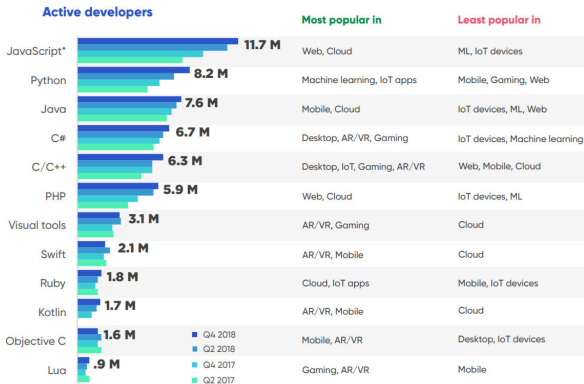 Active developers
Most popular in Least popular in
JavaScript* 11.7 M Web, Cloud ML, IoT devices
Python 8.2 M Machine learning, IoT apps Mobile, Gaming, Web
Java 7.6 M Mobile, Cloud IoT devices, ML, Web
C# 6.7 M Desktop, AR/VR, Gaming IoT devices, Machine learning
C/C++ 6.3 M Desktop, IoT, Gaming, AR/VR Web, Mobile, Cloud
PHP 5.9 M Web, Cloud IoT devices, ML
Visual tools 3.1 M AR/VR, Gaming Cloud
Swift 2.1 M AR/VR, Mobile Cloud
Ruby 1.8 M Cloud, IoT apps Mobile, IoT devices
Kotlin 1.7 M AR/VR, Mobile Cloud
Objective C 1.6 M Mobile, AR/VR Desktop, IoT devices
Lua .9 M Gaming, AR/VR Mobile
Q4 2018
Q2 2018
Q4 2017
Q2 2017